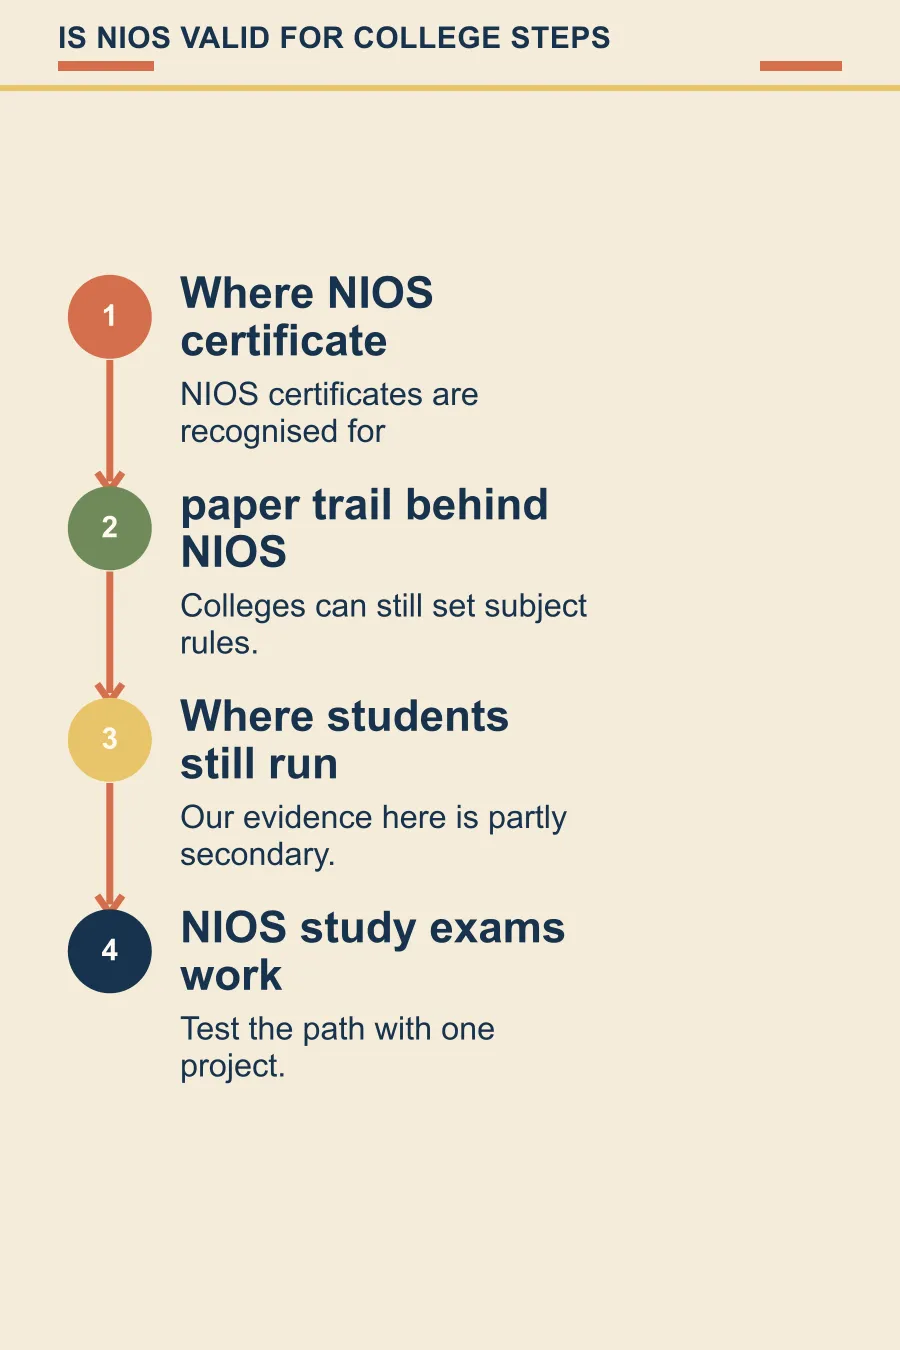 IS NIOS VALID FOR COLLEGE STEPS
1
Where NIOS
certificate
NIOS certificates are
recognised for
2
paper trail behind
NIOS
Colleges can still set subject
rules.
3
Where students
still run
Our evidence here is partly
secondary.
4
NIOS study exams
work
Test the path with one
project.